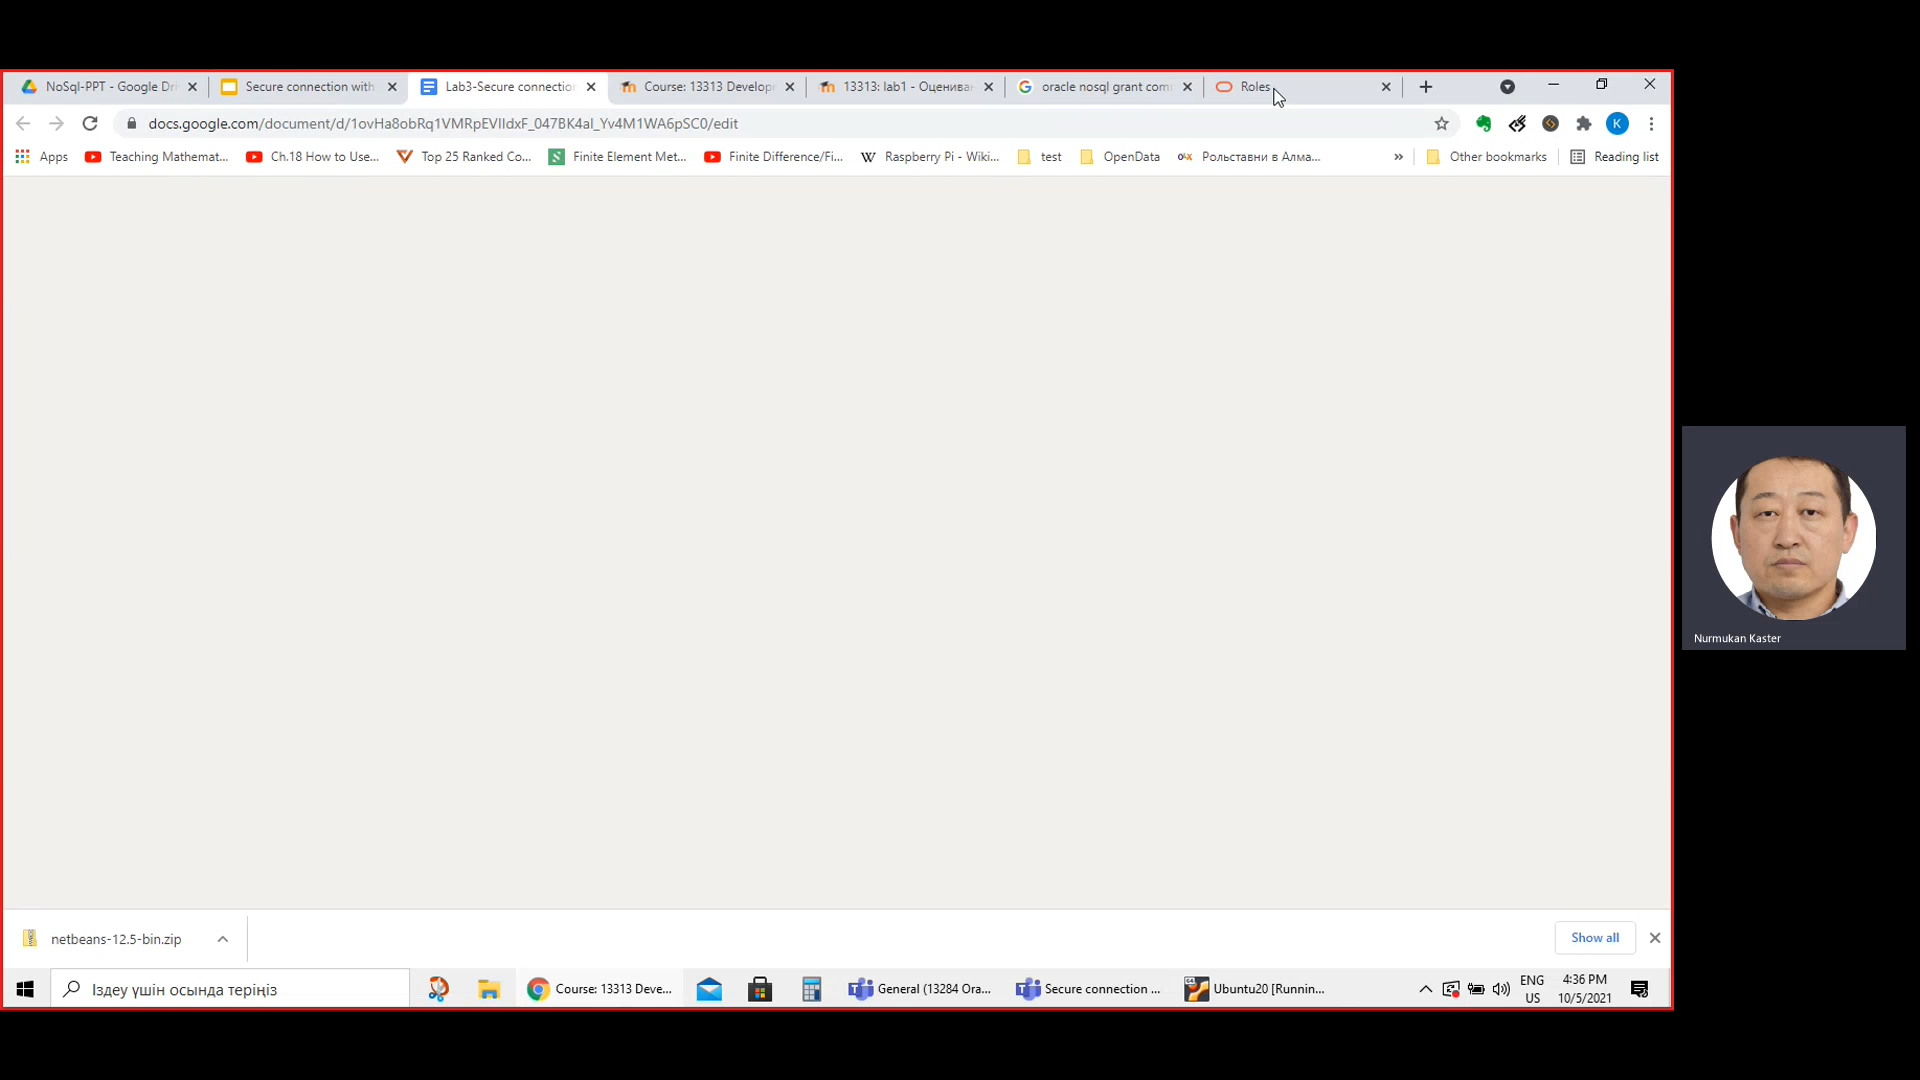 NoSql-PPT - Google Dri
Secure connection with
Lab3-Secure connection
Course: 13313 Develop
13313: lab1 - Оцениван
oracle nosql grant com
Roles
docs.google.com/document/d/1ovHa8obRq1VMRpEVIIdxF_047BK4al_Yv4M1WA6pSC0/edit
K
Apps
Teaching Mathemat...
Ch.18 How to Use...
Top 25 Ranked Co...
Finite Element Met...
Finite Difference/Fi...
Raspberry Pi - Wiki...
test
OpenData
Рольставни в Алма...
»
Other bookmarks
Reading list
Nurmukan Kaster
netbeans-12.5-bin.zip
Show all
Іздеу үшін осында теріңіз
Course: 13313 Deve...
General (13284 Ora...
Secure connection ...
Ubuntu20 [Runnin...
ENG
US
4:36 PM
10/5/2021